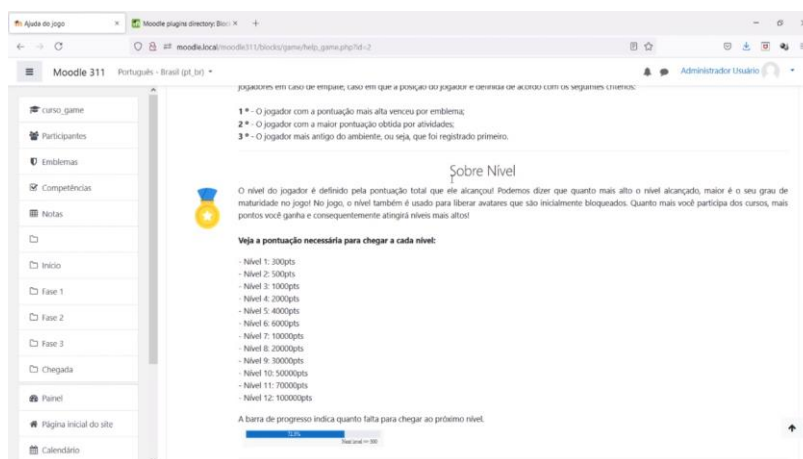 Ajuda do jogo
Moodle plugins directory: Bloc
moodle.local/moodle311/blocks/game/help_game.php?id=2
Moodle 311
Português - Brasil (pt_br)
Administrador Usuário
jogadores em caso de empate, caso em que a posição do jogador é definida de acordo com os seguintes critérios:
1 º - O jogador com a pontuação mais alta venceu por emblema;
2 º - O jogador com a maior pontuação obtida por atividades;
3 º - O jogador mais antigo do ambiente, ou seja, que foi registrado primeiro.
curso_game
Participantes
Emblemas
Competências
Notas
Início
Fase 1
Fase 2
Fase 3
Chegada
Painel
Página inicial do site
Calendário
Sobre Nível
O nível do jogador é definido pela pontuação total que ele alcançou! Podemos dizer que quanto mais alto o nível alcançado, maior é o seu grau de
maturidade no jogo! No jogo, o nível também é usado para liberar avatares que são inicialmente bloqueados. Quanto mais você participa dos cursos, mais
pontos você ganha e consequentemente atingirá níveis mais altos!
Veja a pontuação necessária para chegar a cada nível:
- Nível 1: 300pts
- Nível 2: 500pts
- Nível 3: 1000pts
- Nível 4: 2000pts
- Nível 5: 4000pts
- Nível 6: 6000pts
- Nível 7: 10000pts
- Nível 8: 20000pts
- Nível 9: 30000pts
- Nível 10: 50000pts
- Nível 11: 70000pts
- Nível 12: 100000pts
A barra de progresso indica quanto falta para chegar ao próximo nível.